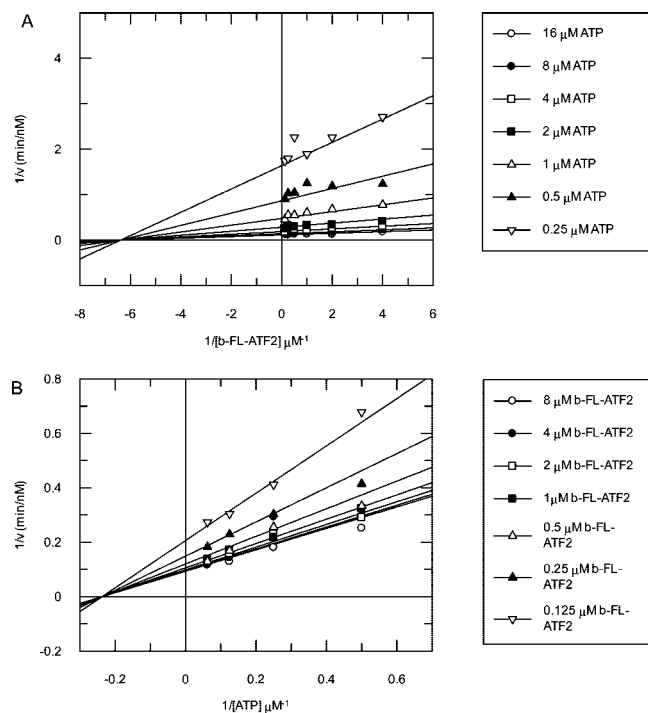 A
1/v (min/nM)
4
2
0
-8
-6
-4
-2
0
2
4
6
1/[b-FL-ATF2] µM-1
16 µM ATP
8 µM ATP
4 µM ATP
2 µM ATP
1 µM ATP
0.5 µM ATP
0.25 µM ATP
B
1/v (min/nM)
0.8
0.6
0.4
0.2
0
-0.2
-0.2
0
0.2
0.4
0.6
1/[ATP] µM-1
8 µM b-FL-ATF2
4 µM b-FL-ATF2
2 µM b-FL-ATF2
1µM b-FL-ATF2
0.5 µM b-FL-
ATF2
0.25 µM b-FL-
ATF2
0.125 µM b-FL-
ATF2